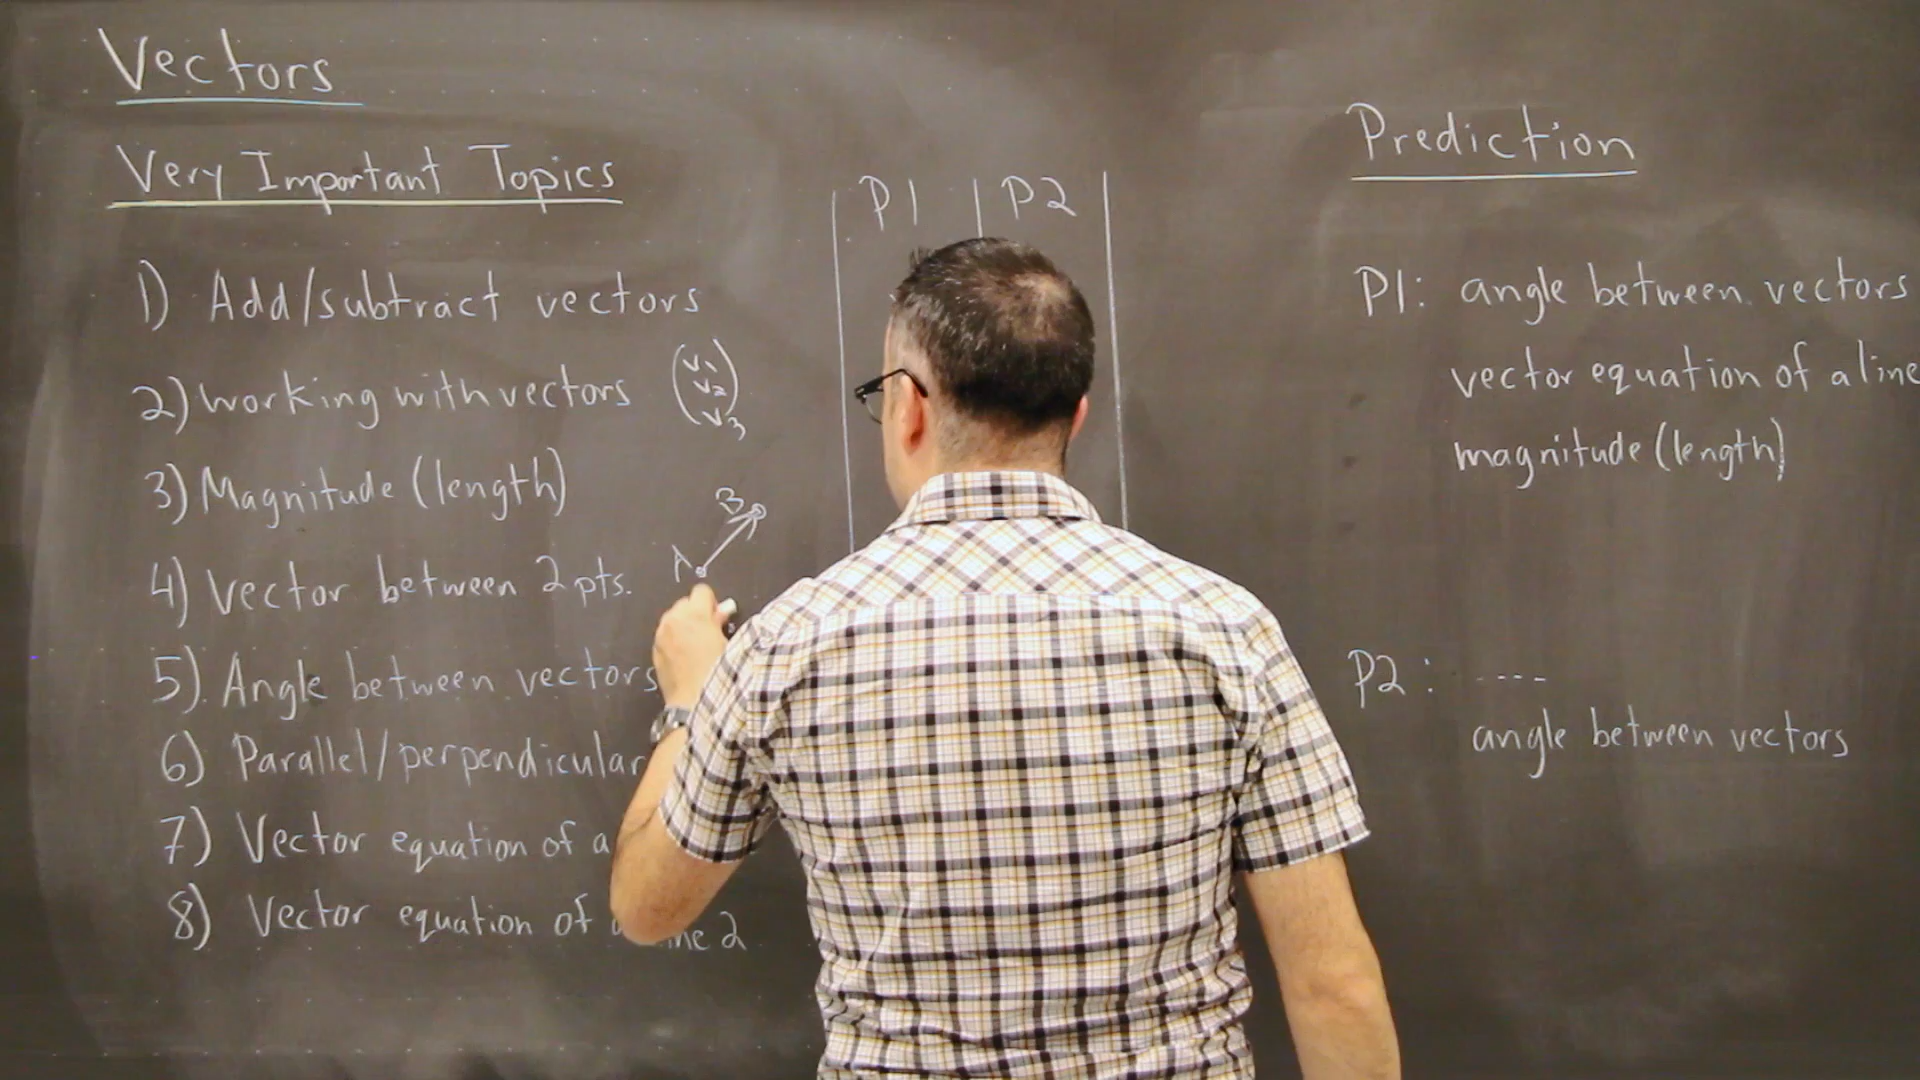 Vectors
Very Important Topics
P1 P2
1) Add/subtract vectors
2) Working with vectors (v1 v2 v3)
3) Magnitude (length)
B
A
4) Vector between 2 pts.
5) Angle between vectors
6) Parallel/perpendicular
7) Vector equation of a
8) Vector equation of 2
Prediction
P1: angle between vectors
vector equation of a line
magnitude (length)
P2: ----
angle between vectors